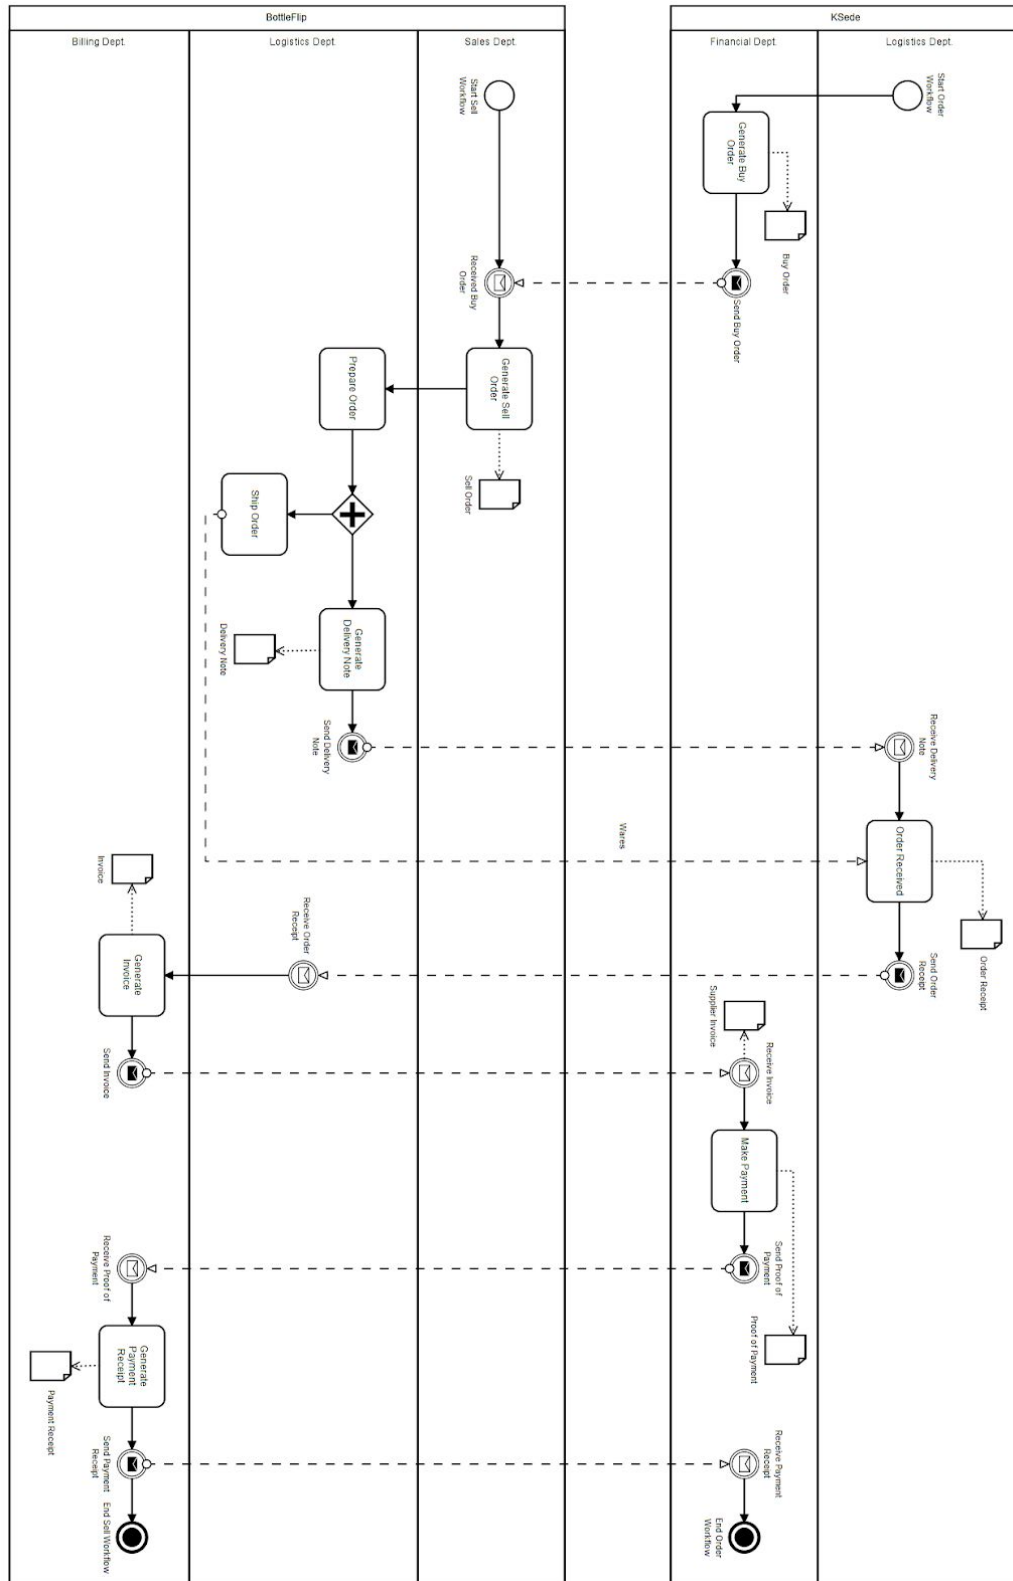 BottleFlip
KSede
Billing Dept.
Logistics Dept.
Sales Dept.
Financial Dept.
Logistics Dept.
Start Sell
Workflow
Start Order
Workflow
Generate Buy
Order
Buy Order
Received Buy
Order
Send Buy Order
Prepare Order
Generate Sell
Order
Sell Order
Ship Order
Generate
Delivery Note
Delivery Note
Send Delivery
Note
Receive Delivery
Note
Wares
Order Received
Order Receipt
Invoice
Generate
Invoice
Receive Order
Receipt
Send Order
Receipt
Supplier Invoice
Receive Invoice
Send Invoice
Make Payment
Receive Proof of
Payment
Send Proof of
Payment
Proof of Payment
Generate
Payment
Receipt
Payment Receipt
Send Payment
Receipt
Receive Payment
Receipt
End Sell Workflow
End Order
Workflow